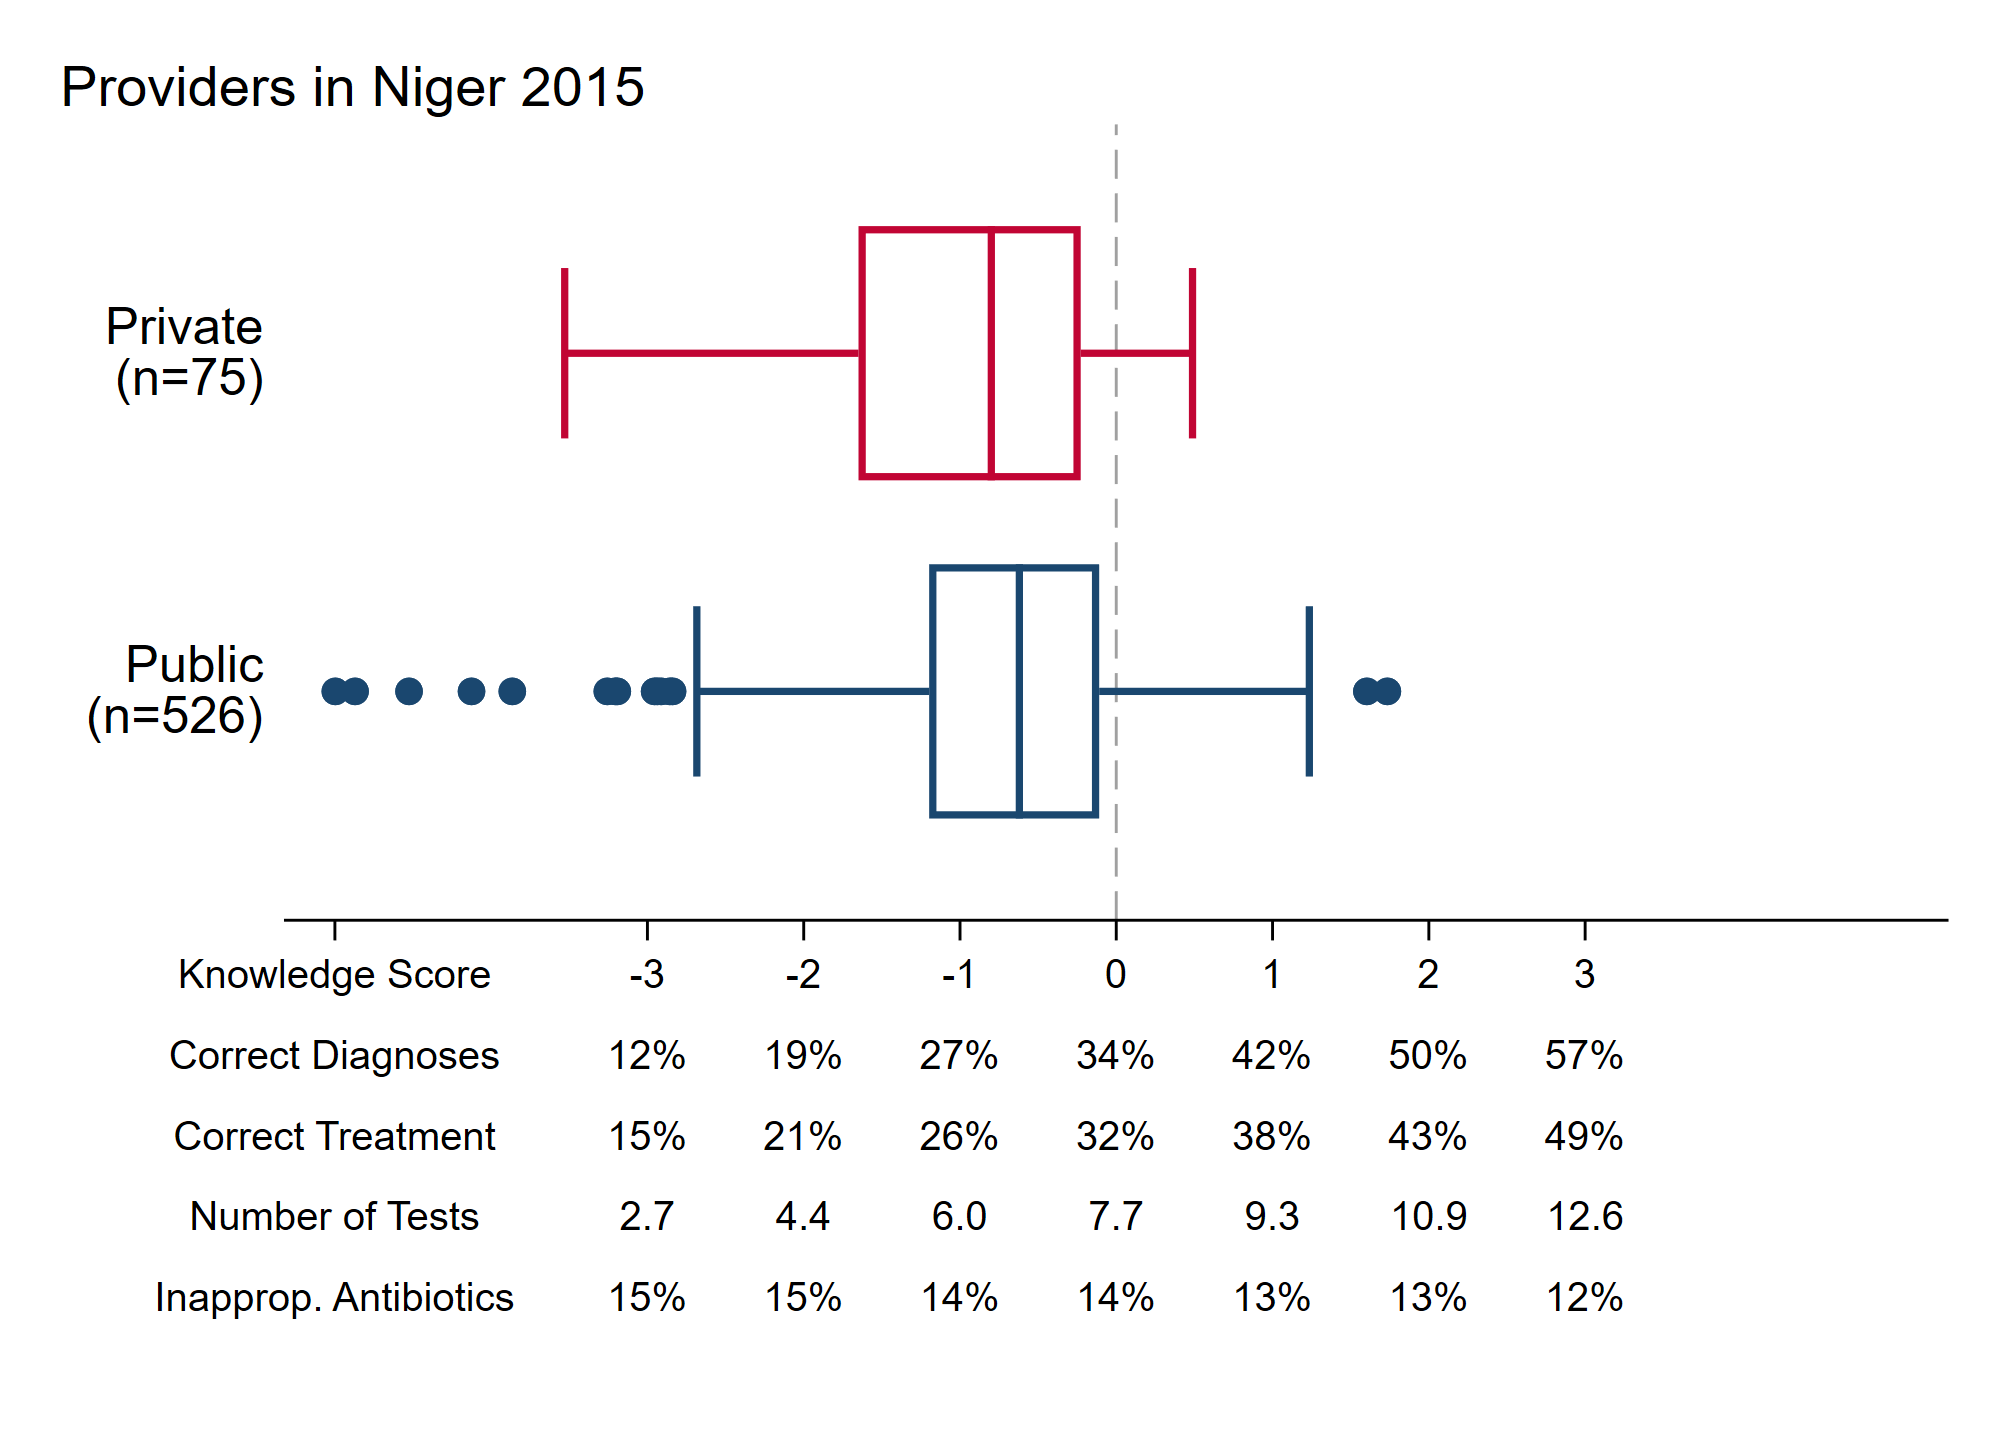 Providers in Niger 2015
Private
(n=75)
Public
(n=526)
Knowledge Score -3 -2 -1 0 1 2 3
Correct Diagnoses 12% 19% 27% 34% 42% 50% 57%
Correct Treatment 15% 21% 26% 32% 38% 43% 49%
Number of Tests 2.7 4.4 6.0 7.7 9.3 10.9 12.6
Inapprop. Antibiotics 15% 15% 14% 14% 13% 13% 12%